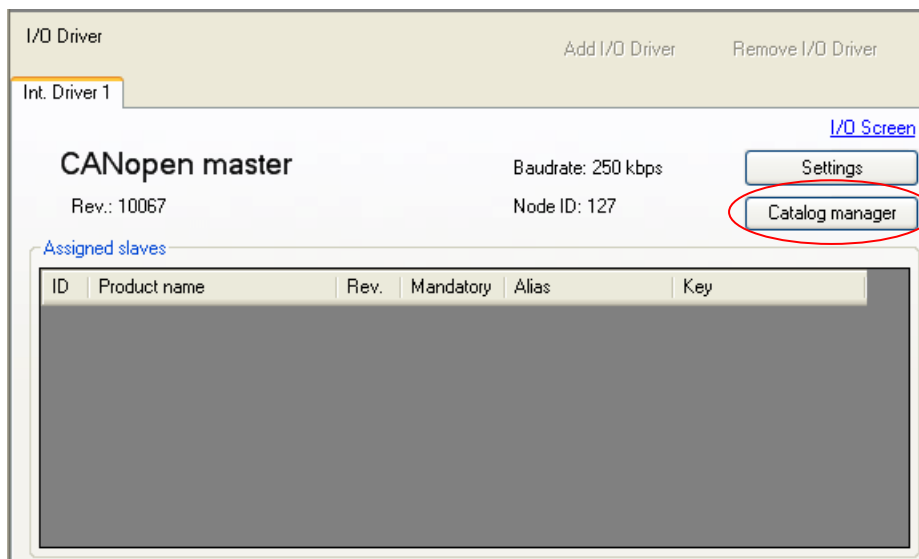 I/O Driver
Add I/O Driver Remove I/O Driver
Int. Driver 1
I/O Screen
CANopen master Baudrate: 250 kbps Settings
Rev.: 10067 Node ID: 127 Catalog manager
Assigned slaves
ID Product name Rev. Mandatory Alias Key